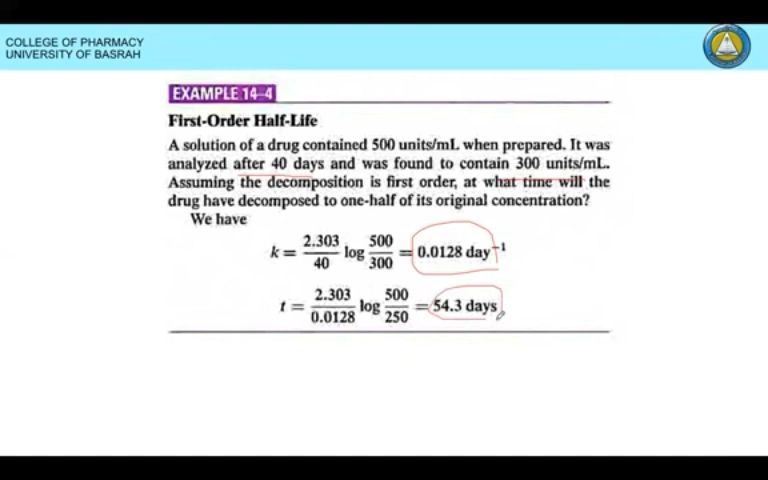 COLLEGE OF PHARMACY
UNIVERSITY OF BASRAH
EXAMPLE 14–4
First-Order Half-Life
A solution of a drug contained 500 units/mL when prepared. It was
analyzed after 40 days and was found to contain 300 units/mL.
Assuming the decomposition is first order, at what time will the
drug have decomposed to one-half of its original concentration?
We have
k = 2.303/40 log 500/300 = 0.0128 day⁻¹
t = 2.303/0.0128 log 500/250 = 54.3 days